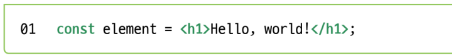 01 const element = <h1>Hello, world!</h1>;